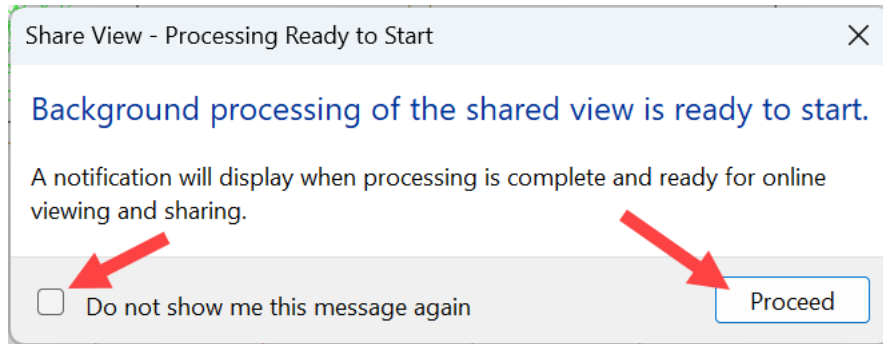 Share View - Processing Ready to Start
Background processing of the shared view is ready to start.
A notification will display when processing is complete and ready for online
viewing and sharing.
Do not show me this message again
Proceed